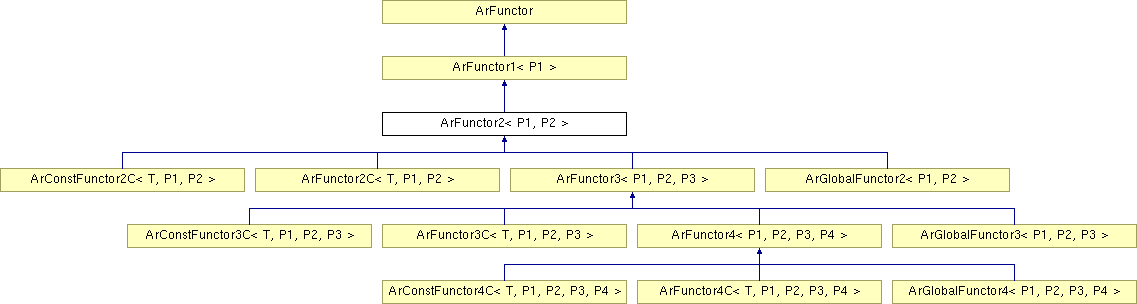 ArFunctor
ArFunctor1< P1 >
ArFunctor2< P1, P2 >
ArConstFunctor2C< T, P1, P2 >
ArFunctor2C< T, P1, P2 >
ArFunctor3< P1, P2, P3 >
ArGlobalFunctor2< P1, P2 >
ArConstFunctor3C< T, P1, P2, P3 >
ArFunctor3C< T, P1, P2, P3 >
ArFunctor4< P1, P2, P3, P4 >
ArGlobalFunctor3< P1, P2, P3 >
ArConstFunctor4C< T, P1, P2, P3, P4 >
ArFunctor4C< T, P1, P2, P3, P4 >
ArGlobalFunctor4< P1, P2, P3, P4 >